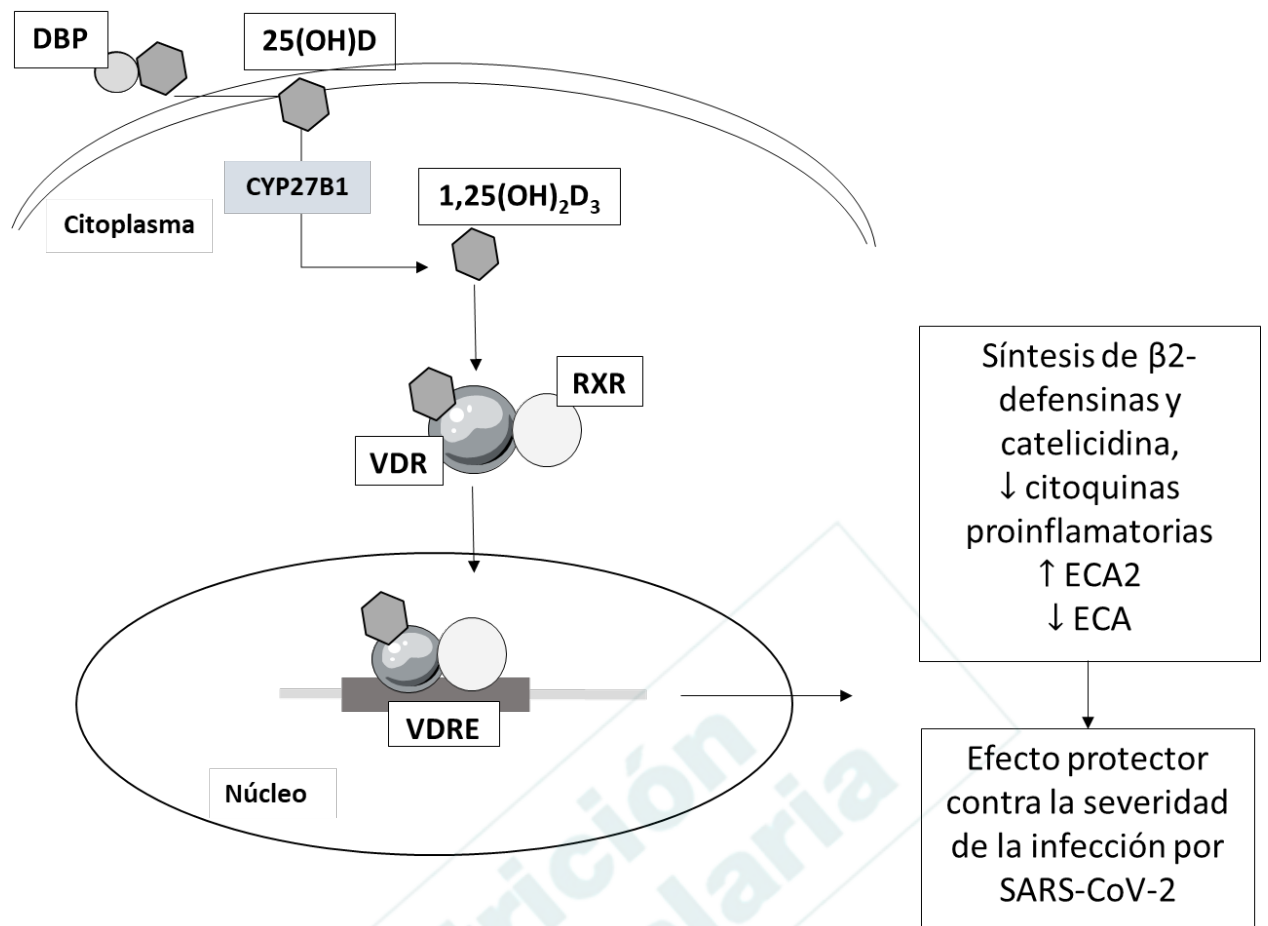 DBP
25(OH)D
CYP27B1
1,25(OH)₂D₃
Citoplasma
RXR
VDR
VDRE
Núcleo
Síntesis de β2-
defensinas y
catelicidina,
↓ citoquinas
proinflamatorias
↑ ECA2
↓ ECA
Efecto protector
contra la severidad
de la infección por
SARS-CoV-2